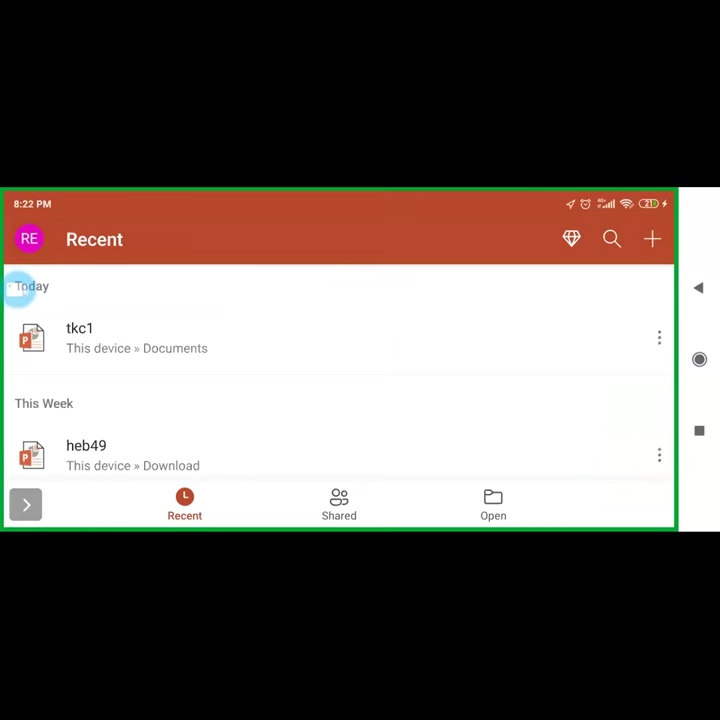 8:22 PM
21
RE
Recent
Today
tkc1
This device » Documents
This Week
heb49
This device » Download
Recent
Shared
Open